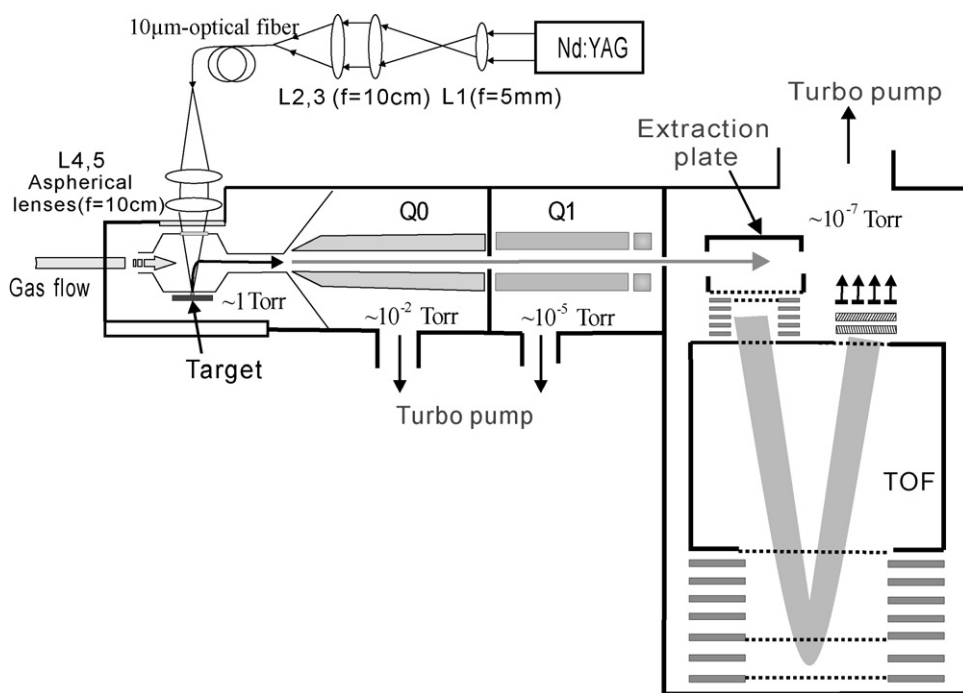 10μm-optical fiber
Nd:YAG
L2,3 (f=10cm)
L1(f=5mm)
Turbo pump
Extraction
plate
L4,5
Aspherical
lenses(f=10cm)
Q0
Q1
~10⁻⁷ Torr
Gas flow
~1 Torr
~10⁻² Torr
~10⁻⁵ Torr
Target
Turbo pump
TOF